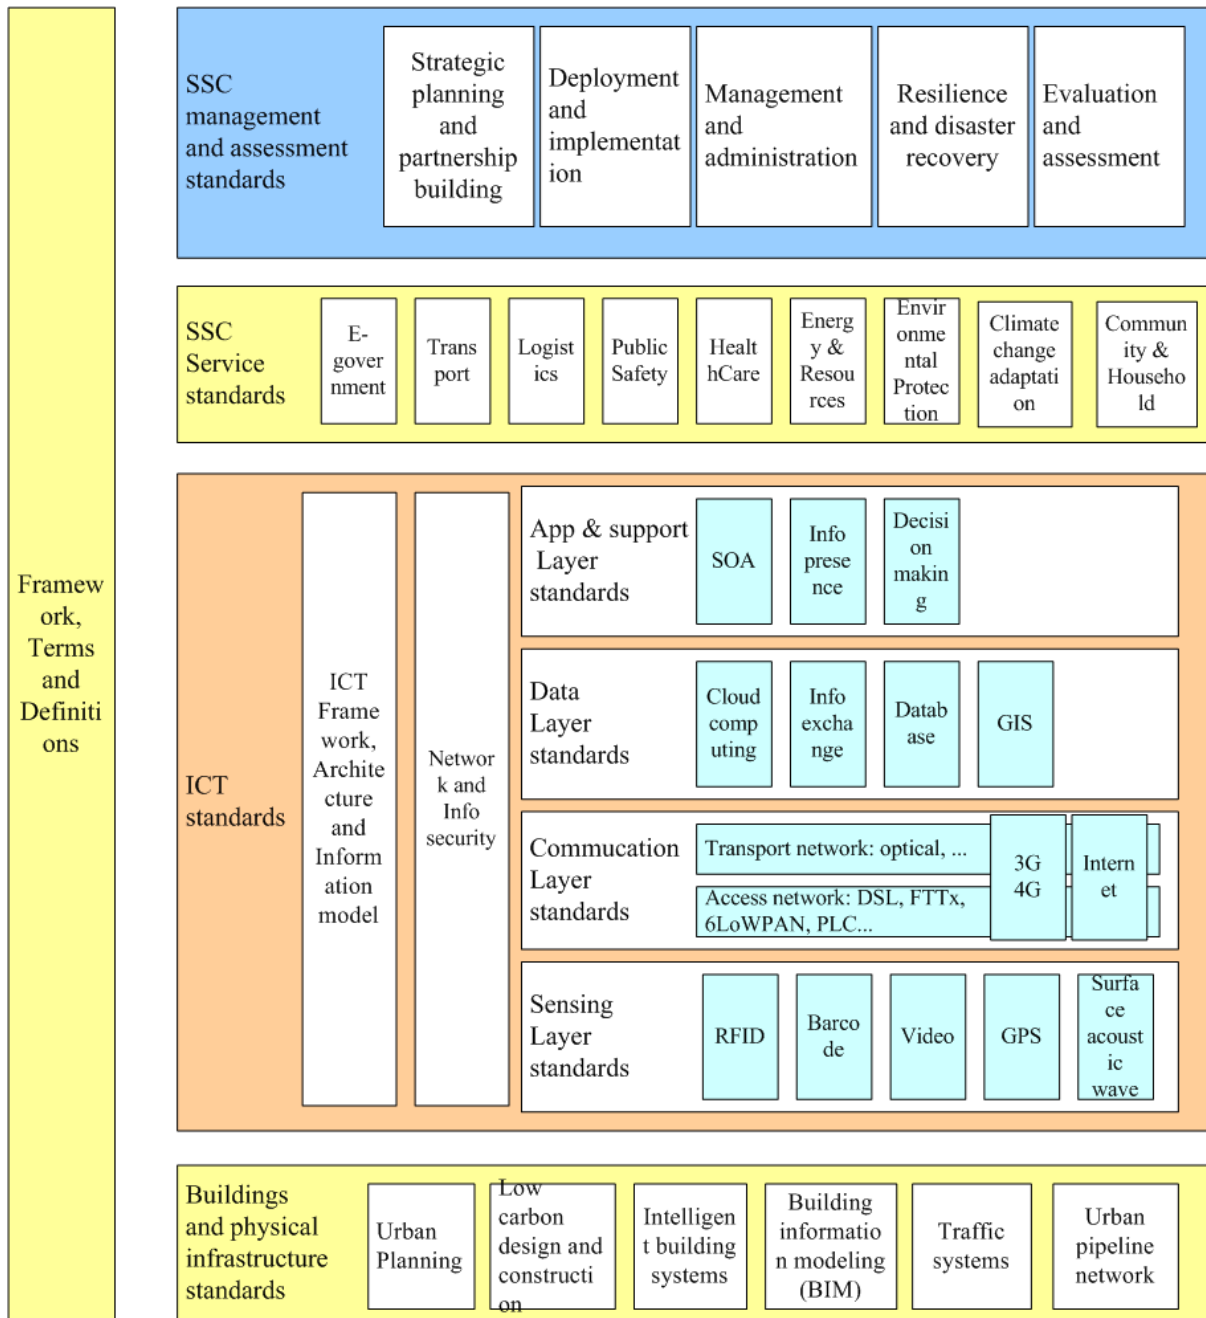 Framew
ork,
Terms
and
Definiti
ons
SSC
management
and assessment
standards
Strategic
planning
and
partnership
building
Deployment
and
implementat
ion
Management
and
administration
Resilience
and disaster
recovery
Evaluation
and
assessment
SSC
Service
standards
E-
gover
nment
Trans
port
Logist
ics
Public
Safety
Healt
hCare
Energ
y &
Resou
rces
Envir
onme
ntal
Protec
tion
Climate
change
adaptati
on
Commun
ity &
Househo
ld
ICT
standards
ICT
Frame
work,
Archite
cture
and
Inform
ation
model
Networ
k and
Info
security
App & support
Layer
standards
SOA
Info
prese
nce
Decisi
on
makin
g
Data
Layer
standards
Cloud
comp
uting
Info
excha
nge
Datab
ase
GIS
Commucation
Layer
standards
Transport network: optical, ...
Access network: DSL, FTTx,
6LoWPAN, PLC...
3G
4G
Intern
et
Sensing
Layer
standards
RFID
Barco
de
Video
GPS
Surfa
ce
acoust
ic
wave
Buildings
and physical
infrastructure
standards
Urban
Planning
Low
carbon
design and
constructi
on
Intelligen
t building
systems
Building
informatio
n modeling
(BIM)
Traffic
systems
Urban
pipeline
network